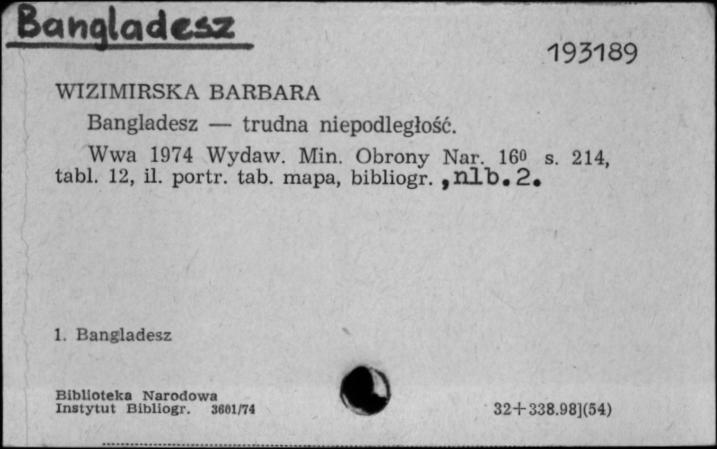 Bangladesz
193189
WIZIMIRSKA BARBARA
Bangladesz — trudna niepodległość.
Wwa 1974 Wydaw. Min. Obrony Nar. 16⁰ s. 214,
tabl. 12, il. portr. tab. mapa, bibliogr. , nlb. 2.
1. Bangladesz
Biblioteka Narodowa
Instytut Bibliogr. 3601/74
32+338.98](54)